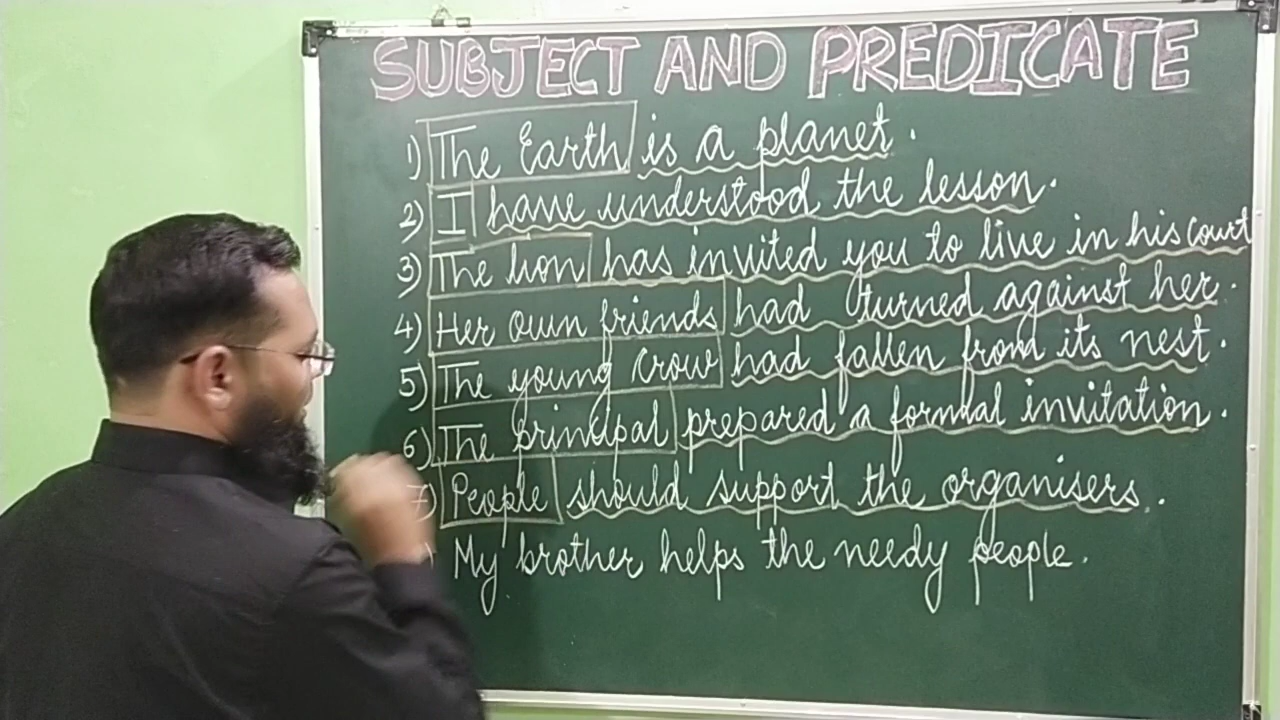 SUBJECT AND PREDICATE
1) The Earth is a planet.
2) I have understood the lesson.
3) The lion has invited you to live in his court
4) Her own friends had turned against her.
5) The young crow had fallen from its nest.
6) The principal prepared a formal invitation.
7) People should support the organisers.
) My brother helps the needy people.